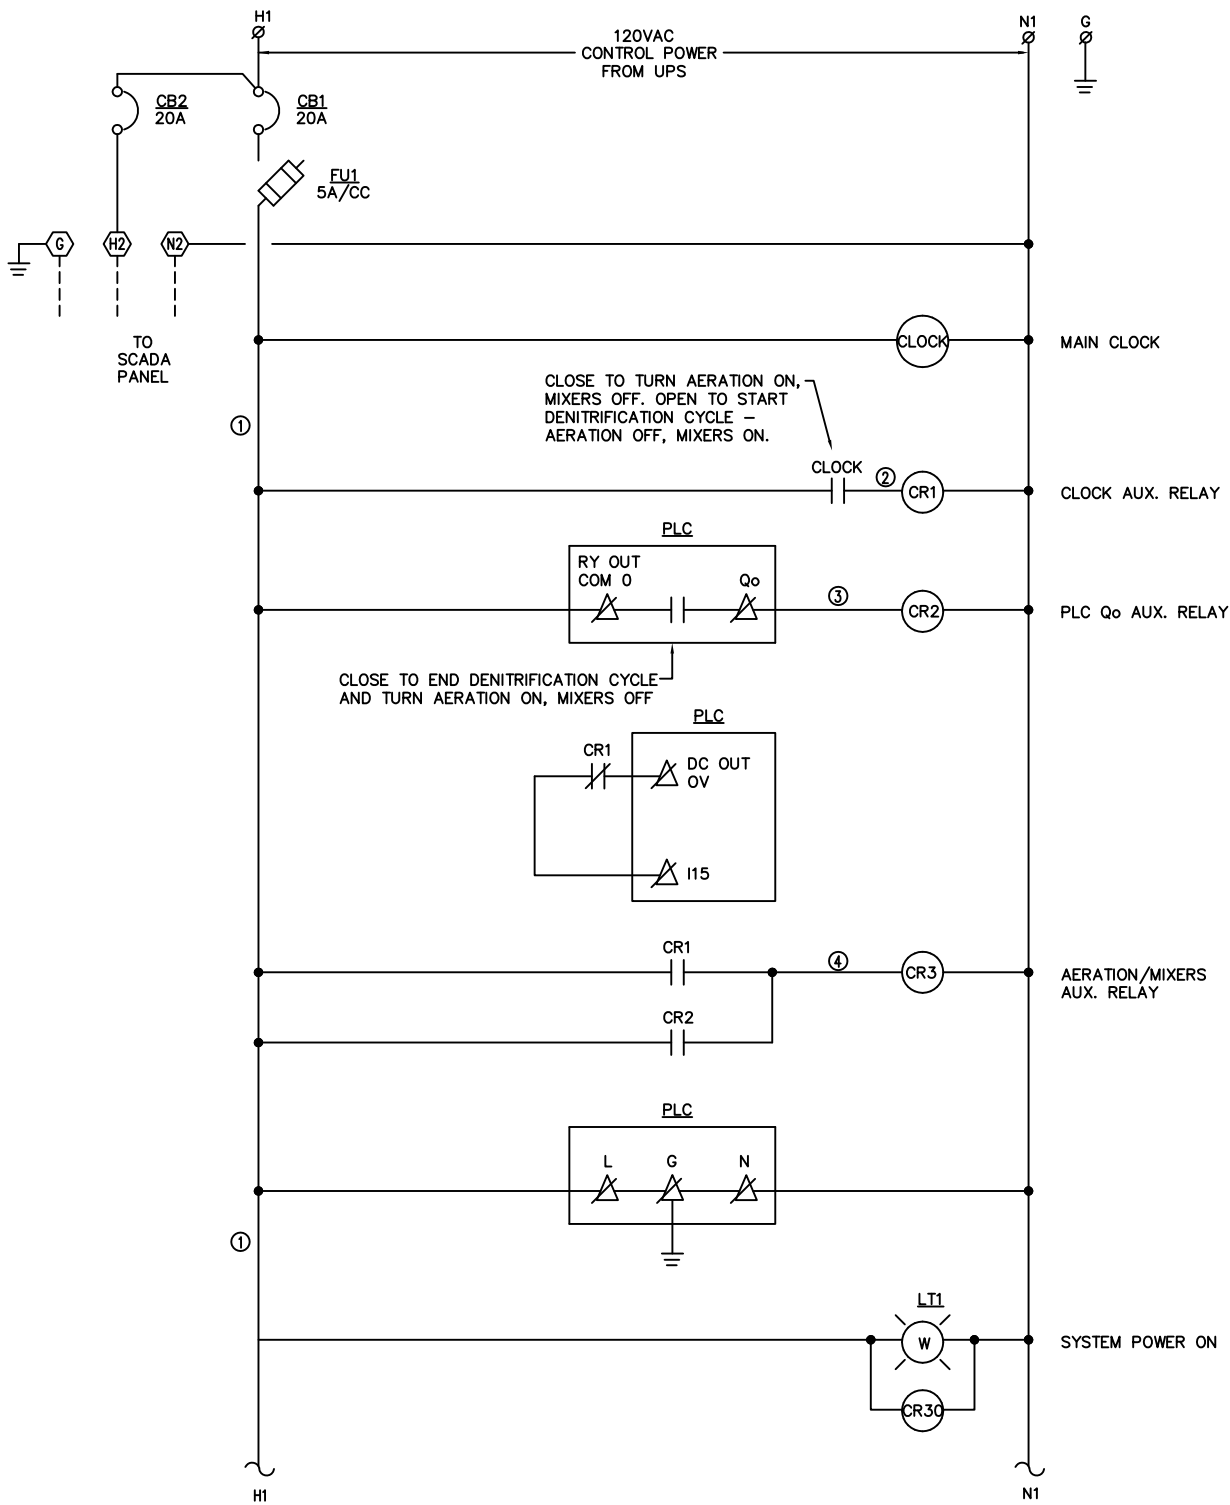 H1
N1
G
120VAC
CONTROL POWER
FROM UPS
CB2
20A
CB1
20A
FU1
5A/CC
G
H2
N2
TO
SCADA
PANEL
CLOCK
MAIN CLOCK
CLOSE TO TURN AERATION ON,
MIXERS OFF. OPEN TO START
DENITRIFICATION CYCLE –
AERATION OFF, MIXERS ON.
1
CLOCK
2
CR1
CLOCK AUX. RELAY
PLC
RY OUT
COM 0
Qo
3
CR2
PLC Qo AUX. RELAY
CLOSE TO END DENITRIFICATION CYCLE
AND TURN AERATION ON, MIXERS OFF
PLC
CR1
DC OUT
0V
I15
CR1
4
CR3
AERATION/MIXERS
AUX. RELAY
CR2
PLC
L
G
N
1
LT1
W
SYSTEM POWER ON
CR30
H1
N1